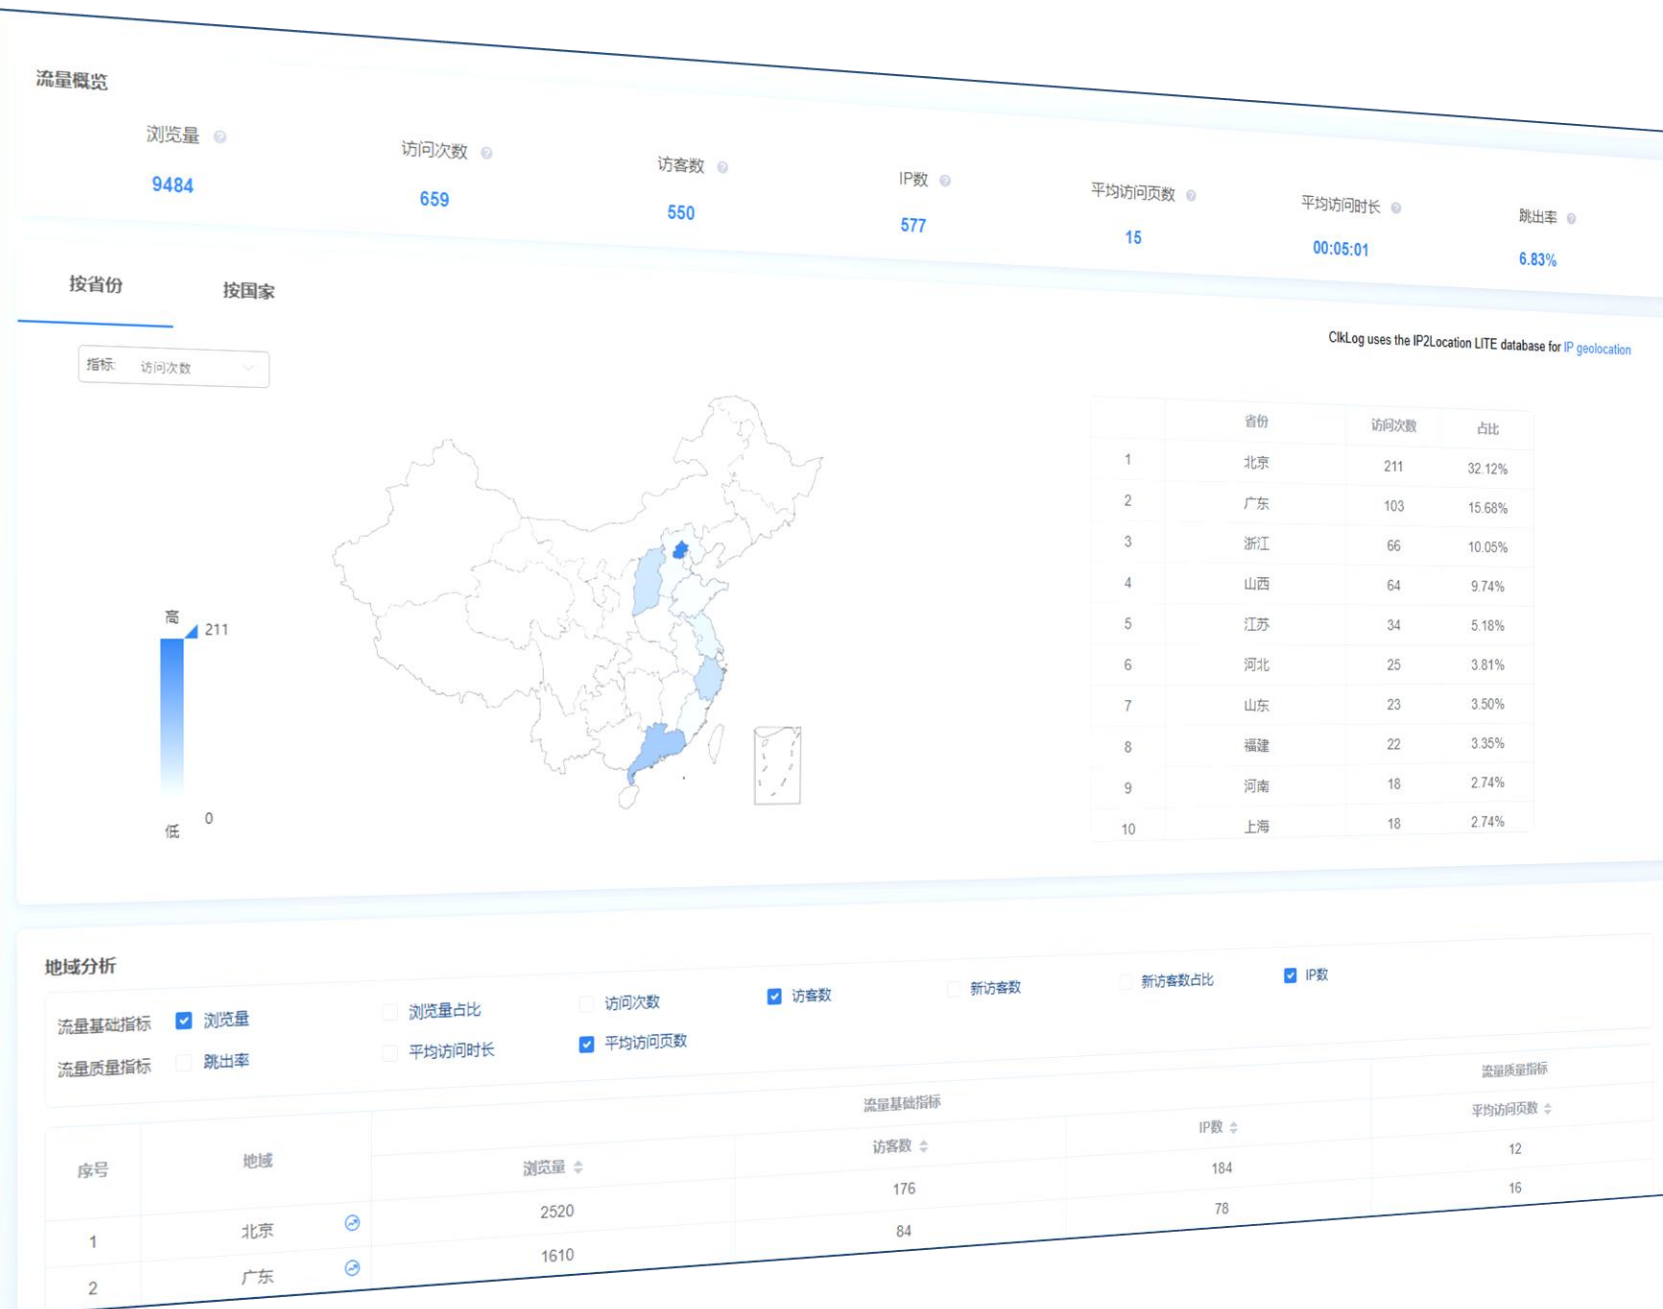 流量概览
浏览量 访问次数 访客数 IP数 平均访问页数 平均访问时长 跳出率
9484 659 550 577 15 00:05:01 6.83%
按省份 按国家
ClkLog uses the IP2Location LITE database for IP geolocation
指标: 访问次数
高
211
0
低
省份 访问次数 占比
1 北京 211 32.12%
2 广东 103 15.68%
3 浙江 66 10.05%
4 山西 64 9.74%
5 江苏 34 5.18%
6 河北 25 3.81%
7 山东 23 3.50%
8 福建 22 3.35%
9 河南 18 2.74%
10 上海 18 2.74%
地域分析
流量基础指标 浏览量 浏览量占比 访问次数 访客数 新访客数 新访客数占比 IP数
流量质量指标 跳出率 平均访问时长 平均访问页数
流量基础指标 流量质量指标
序号 地域 浏览量 访客数 IP数 平均访问页数
1 北京 2520 176 184 12
2 广东 1610 84 78 16